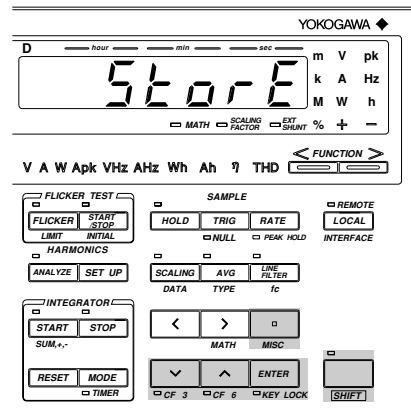 YOKOGAWA
D hour min sec m V pk
StorE k A Hz
M W h
MATH SCALING FACTOR EXT SHUNT % + −
V A W Apk VHz AHz Wh Ah η THD < FUNCTION >
FLICKER TEST SAMPLE REMOTE
FLICKER START /STOP HOLD TRIG RATE LOCAL
LIMIT INITIAL NULL PEAK HOLD INTERFACE
HARMONICS
ANALYZE SET UP SCALING AVG LINE FILTER
DATA TYPE fc
INTEGRATOR
START STOP < >
SUM,+,- MATH MISC
RESET MODE ENTER
TIMER CF 3 CF 6 KEY LOCK SHIFT